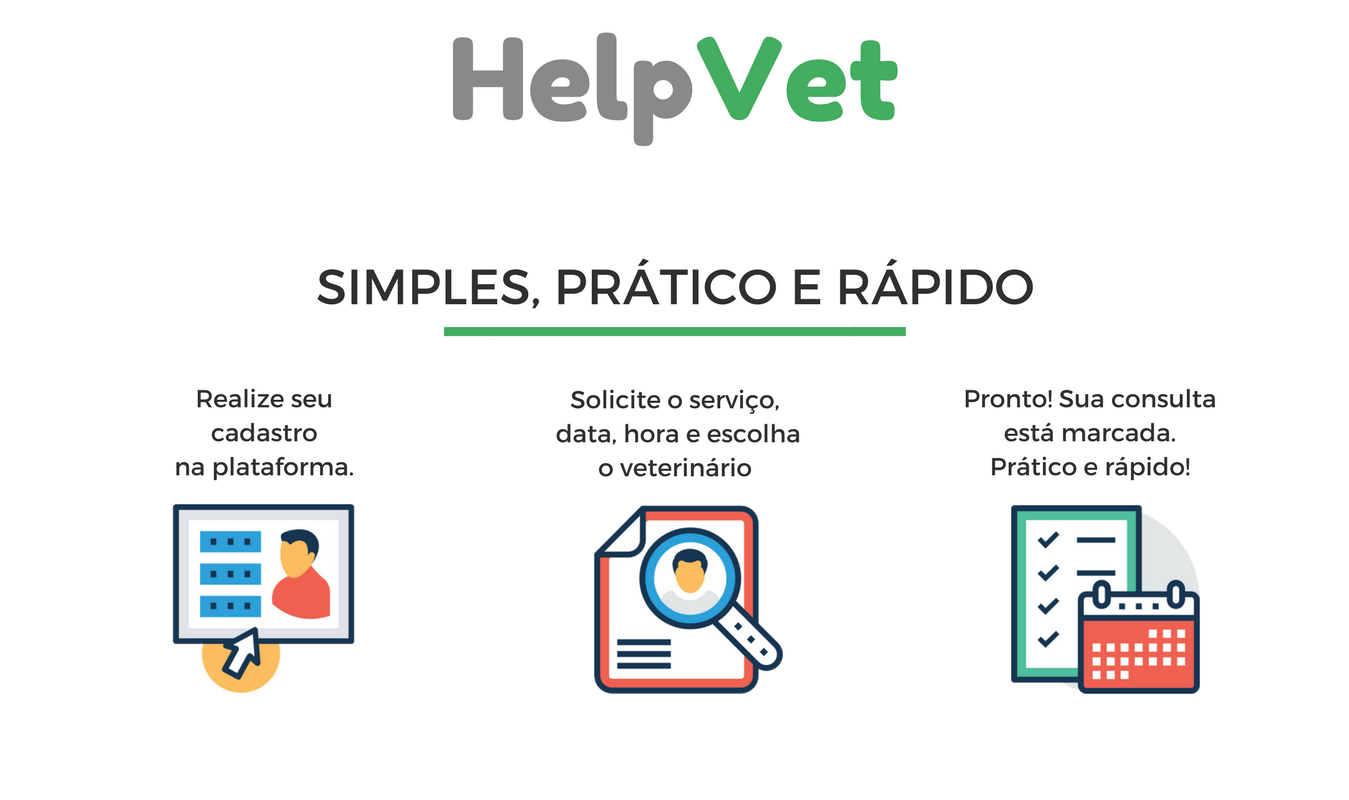 HelpVet
SIMPLES, PRÁTICO E RÁPIDO
Realize seu
cadastro
na plataforma.
Solicite o serviço,
data, hora e escolha
o veterinário
Pronto! Sua consulta
está marcada.
Prático e rápido!